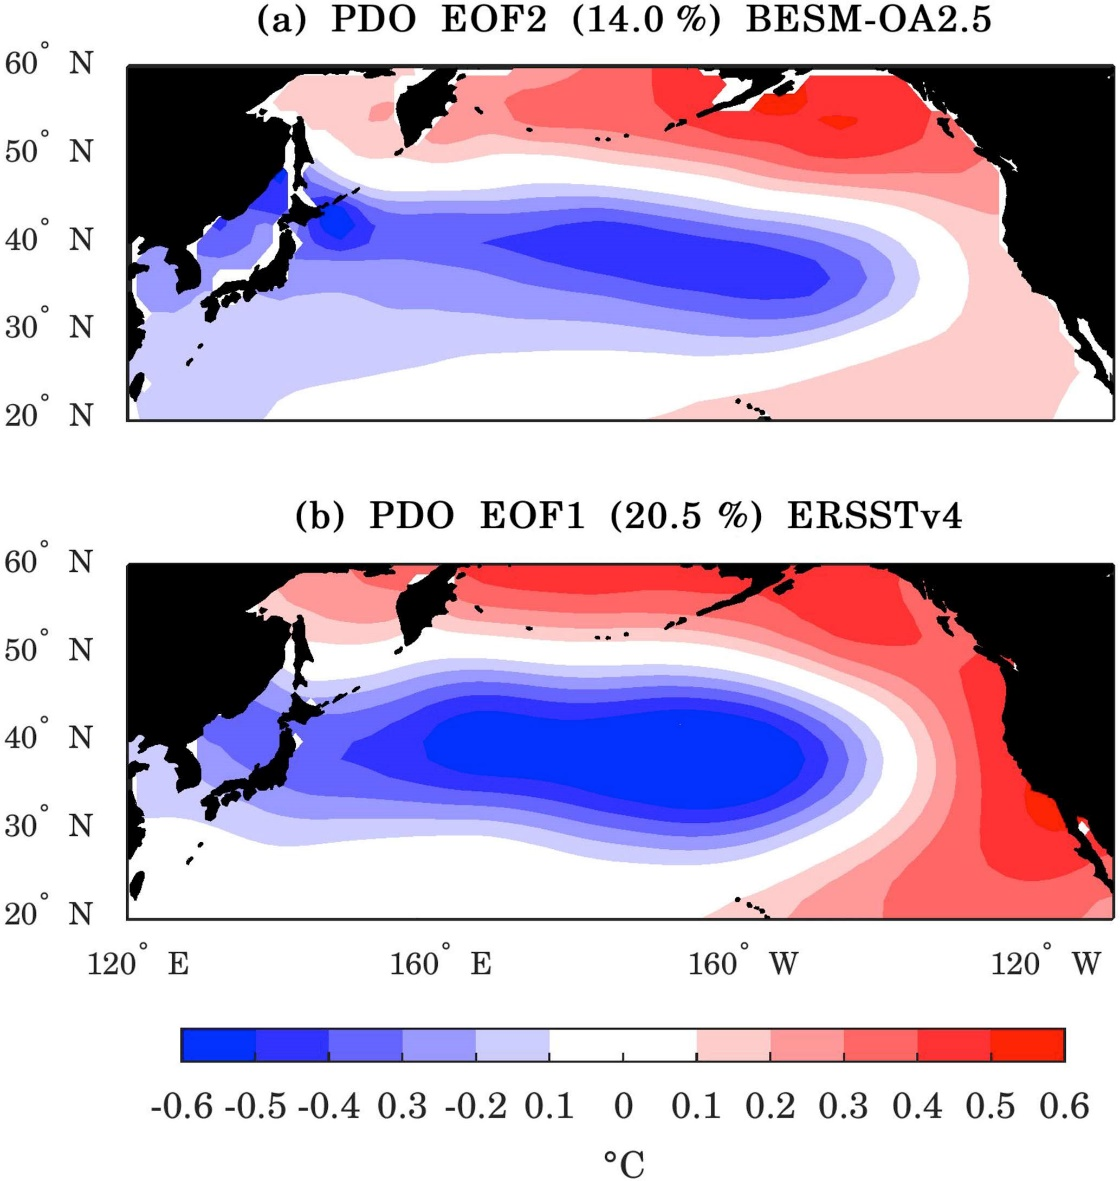 (a) PDO EOF2 (14.0 %) BESM-OA2.5
60° N
50° N
40° N
30° N
20° N
(b) PDO EOF1 (20.5 %) ERSSTv4
60° N
50° N
40° N
30° N
20° N
120° E 160° E 160° W 120° W
-0.6 -0.5 -0.4 0.3 -0.2 0.1 0 0.1 0.2 0.3 0.4 0.5 0.6
°C